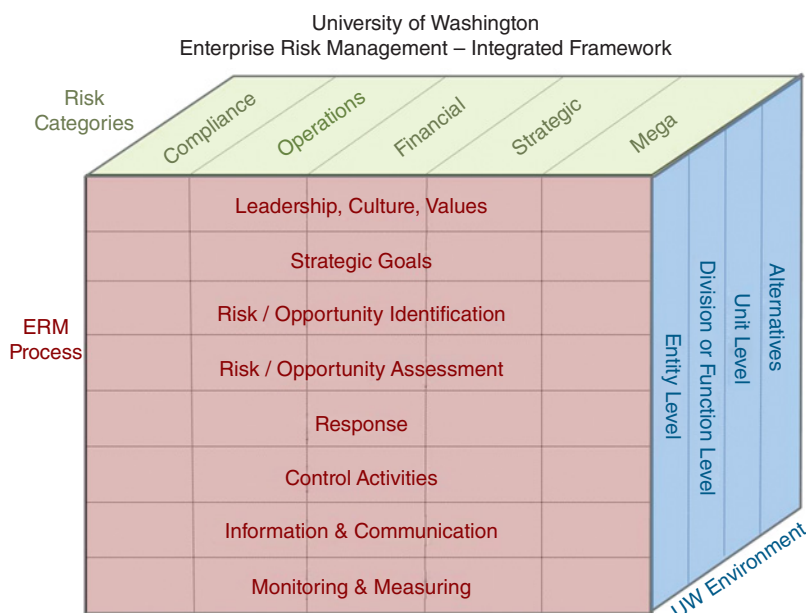 University of Washington
Enterprise Risk Management – Integrated Framework
Risk
Categories
Compliance
Operations
Financial
Strategic
Mega
ERM
Process
Leadership, Culture, Values
Strategic Goals
Risk / Opportunity Identification
Risk / Opportunity Assessment
Response
Control Activities
Information & Communication
Monitoring & Measuring
Entity Level
Division or Function Level
Unit Level
Alternatives
UW Environment